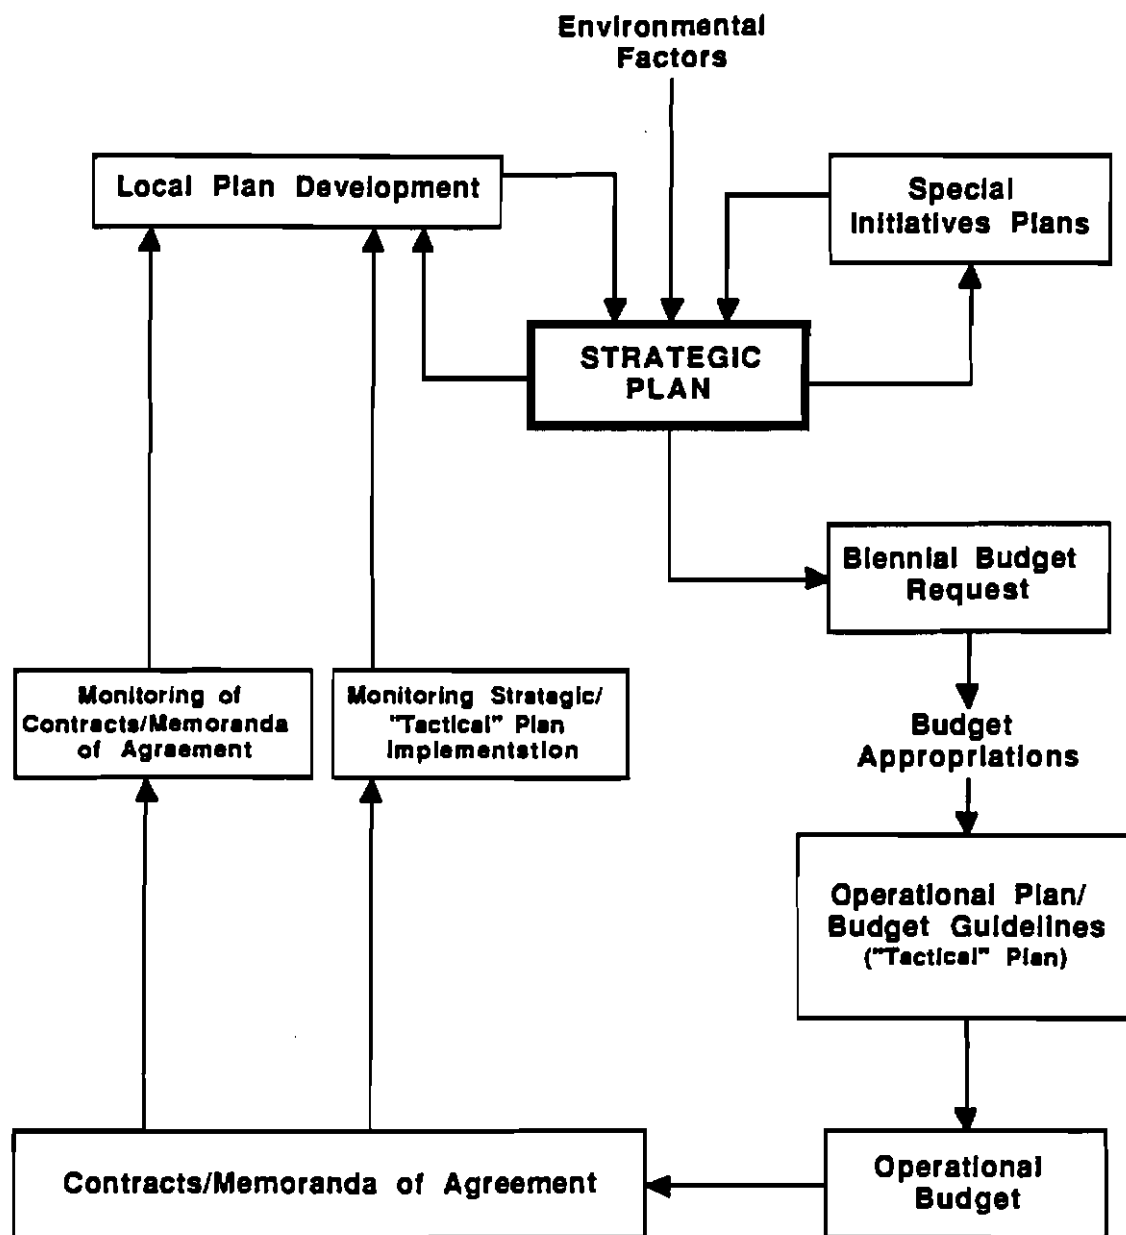 Environmental
Factors
Local Plan Development
Special
Initiatives Plans
STRATEGIC
PLAN
Biennial Budget
Request
Monitoring of
Contracts/Memoranda
of Agreement
Monitoring Strategic/
"Tactical" Plan
Implementation
Budget
Appropriations
Operational Plan/
Budget Guidelines
("Tactical" Plan)
Contracts/Memoranda of Agreement
Operational
Budget